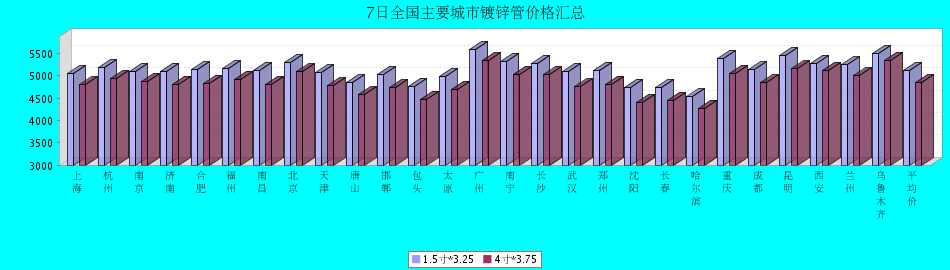 7日全国主要城市镀锌管价格汇总
5500
5000
4500
4000
3500
3000
上海
杭州
南京
济南
合肥
福州
南昌
北京
天津
唐山
邯郸
包头
太原
广州
南宁
长沙
武汉
郑州
沈阳
长春
哈尔滨
重庆
成都
昆明
西安
兰州
乌鲁木齐
平均价
1.5寸*3.25
4寸*3.75